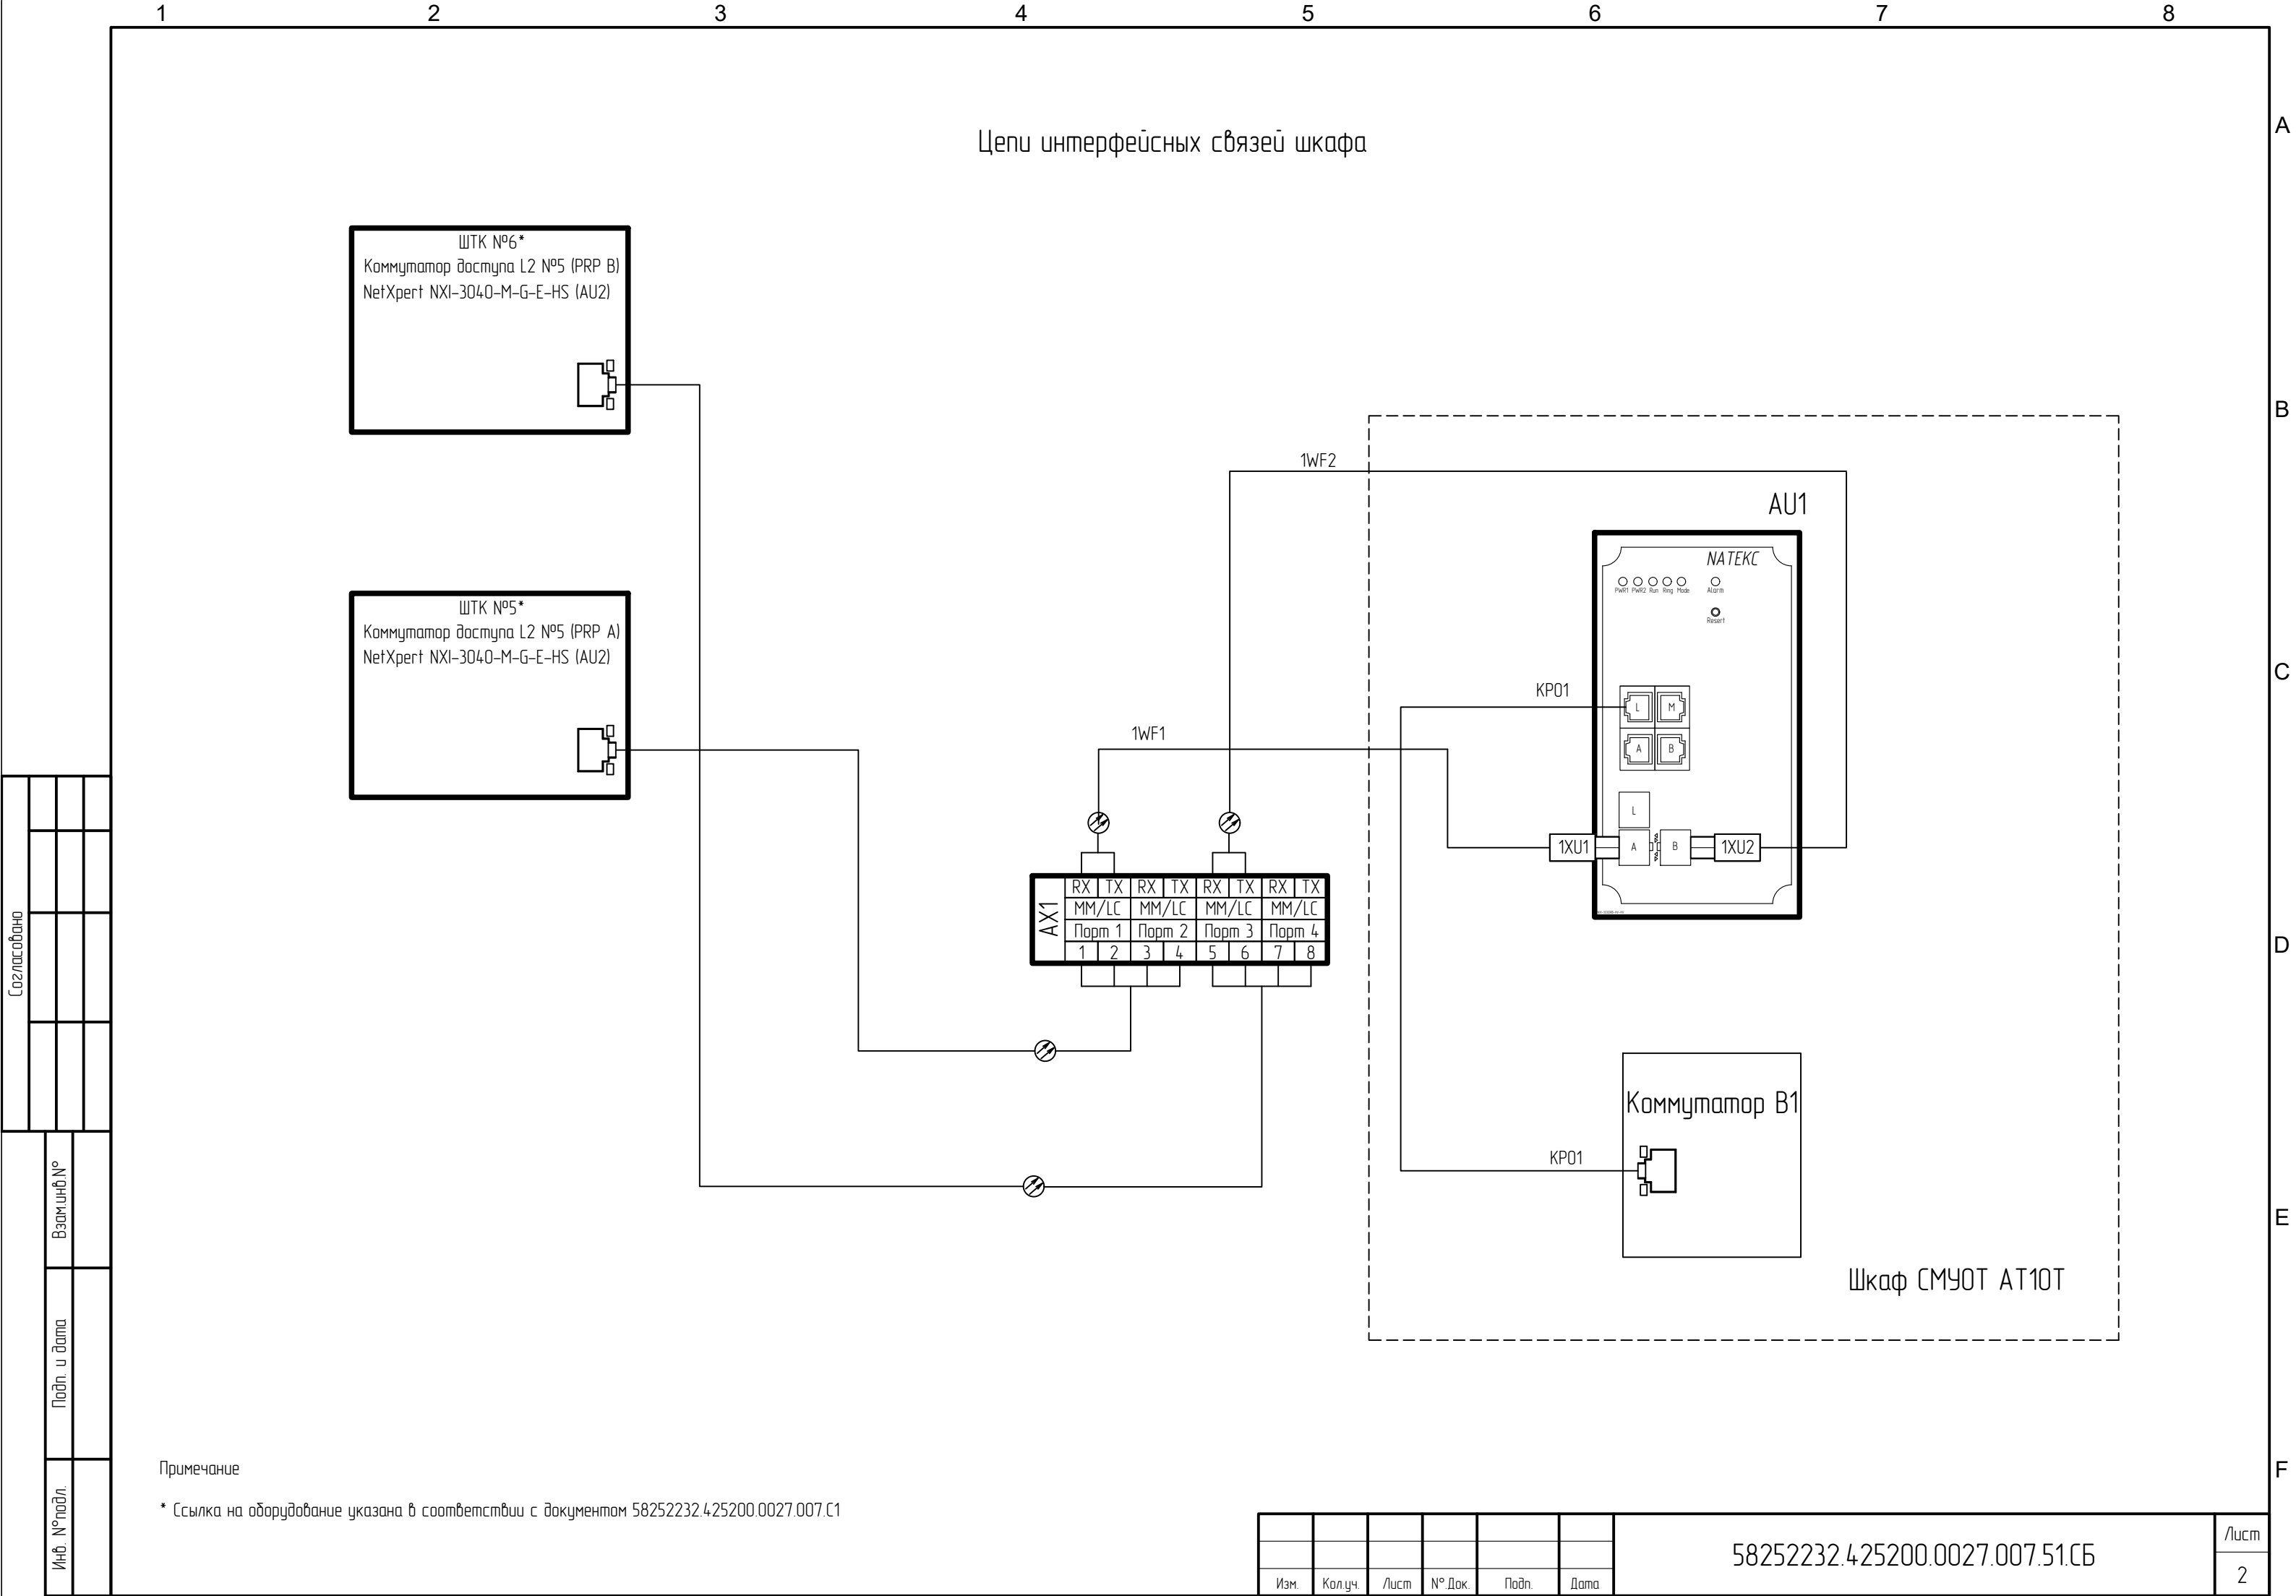 1 2 3 4 5 6 7 8
A
Цепи интерфейсных связей шкафа
ШТК №6*
Коммутатор доступа L2 №5 (PRP B)
NetXpert NXI-3040-M-G-E-HS (AU2)
B
1WF2
AU1
NATEKC
PWR1 PWR2 Run Ring Mode Alarm
Resert
ШТК №5*
Коммутатор доступа L2 №5 (PRP A)
NetXpert NXI-3040-M-G-E-HS (AU2)
C
KP01
L M
1WF1
A B
L
1XU1 A B 1XU2
AX1
RX TX RX TX RX TX RX TX
MM/LC MM/LC MM/LC MM/LC
Порт 1 Порт 2 Порт 3 Порт 4
1 2 3 4 5 6 7 8
D
Согласовано
Коммутатор B1
KP01
Взам.инв.№
E
Шкаф СМУОТ АТ10Т
Подп. и дата
Примечание
F
* Ссылка на оборудование указана в соответствии с документом 58252232.425200.0027.007.С1
Инв. №подл.
58252232.425200.0027.007.51.СБ
Лист
2
Изм. Кол.уч. Лист № Док. Подп. Дата